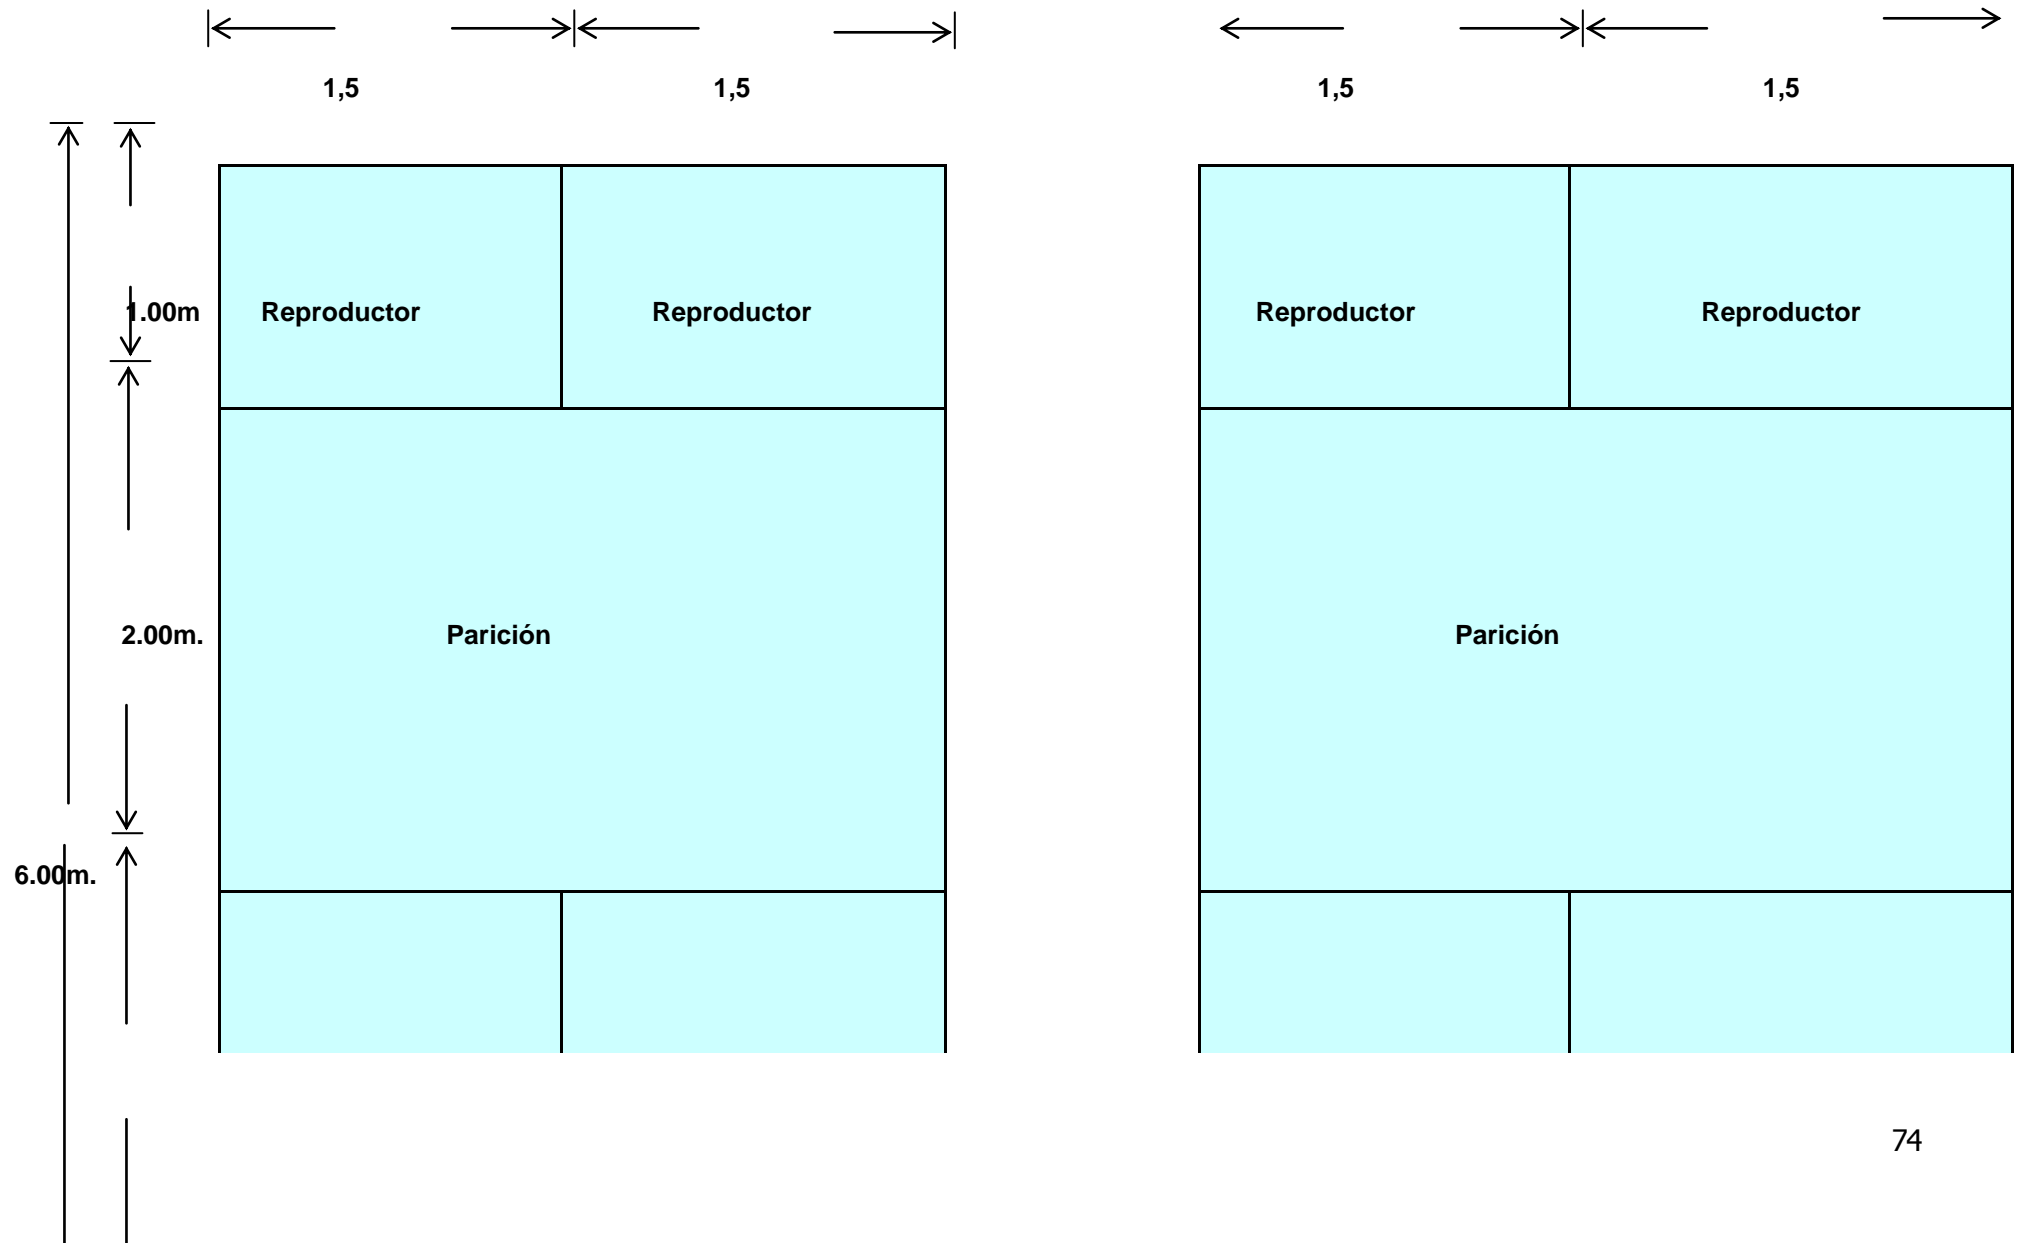 1,5 1,5 1,5 1,5
1.00m Reproductor Reproductor Reproductor Reproductor
2.00m. Parición Parición
6.00m.
74